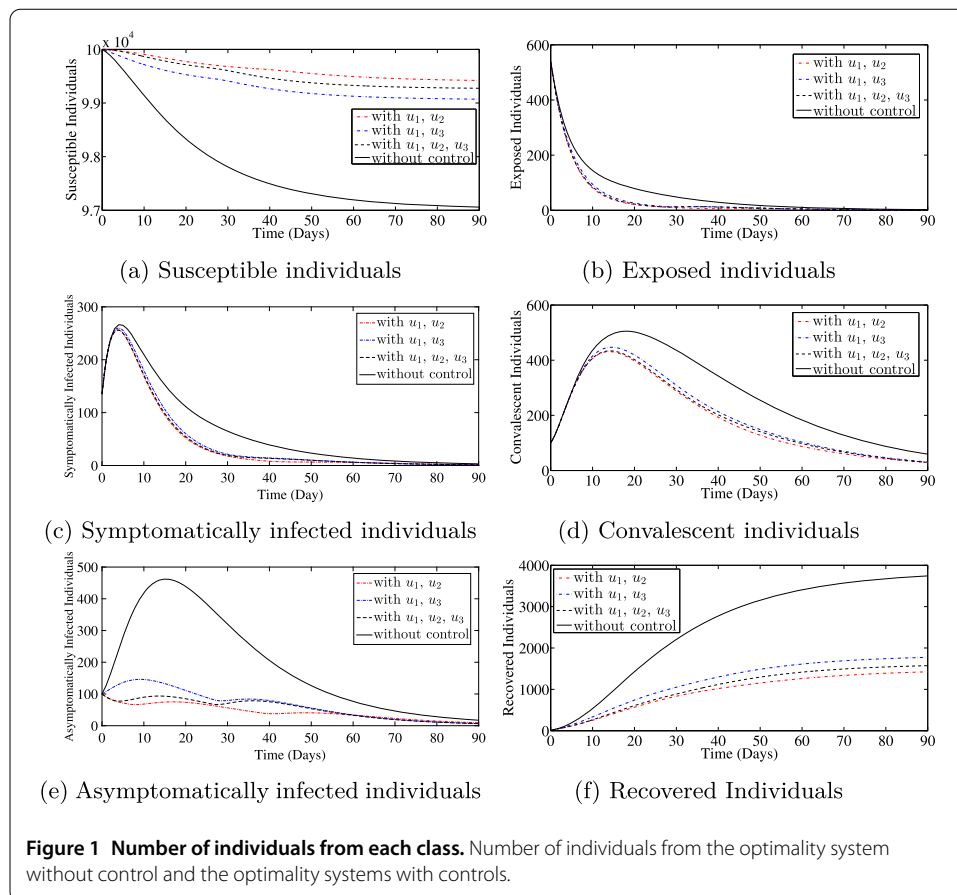 x 10⁴
10
9.9
9.8
9.7
0 10 20 30 40 50 60 70 80 90
Susceptible Individuals
Time (Days)
with u₁, u₂
with u₁, u₃
with u₁, u₂, u₃
without control
(a) Susceptible individuals
600
400
200
0
0 10 20 30 40 50 60 70 80 90
Exposed Individuals
Time (Days)
with u₁, u₂
with u₁, u₃
with u₁, u₂, u₃
without control
(b) Exposed individuals
300
200
100
0
0 10 20 30 40 50 60 70 80 90
Symptomatically Infected Individuals
Time (Days)
with u₁, u₂
with u₁, u₃
with u₁, u₂, u₃
without control
(c) Symptomatically infected individuals
600
400
200
0
0 10 20 30 40 50 60 70 80 90
Convalescent Individuals
Time (Days)
with u₁, u₂
with u₁, u₃
with u₁, u₂, u₃
without control
(d) Convalescent individuals
500
400
300
200
100
0
0 10 20 30 40 50 60 70 80 90
Asymptomatically Infected Individuals
Time (Days)
with u₁, u₂
with u₁, u₃
with u₁, u₂, u₃
without control
(e) Asymptomatically infected individuals
4000
3000
2000
1000
0
0 10 20 30 40 50 60 70 80 90
Recovered Individuals
Time (Days)
with u₁, u₂
with u₁, u₃
with u₁, u₂, u₃
without control
(f) Recovered Individuals
Figure 1 Number of individuals from each class. Number of individuals from the optimality system
without control and the optimality systems with controls.